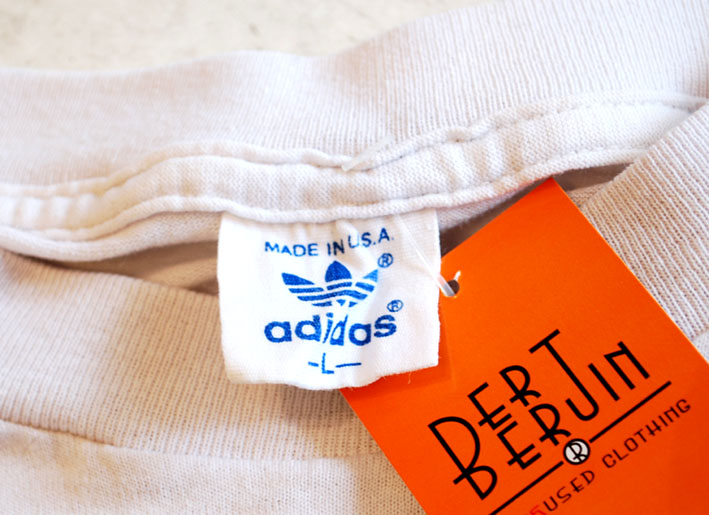 MADE IN U.S.A.
®
adidas®
-L-
DERT
BERJIN
®
USED CLOTHING